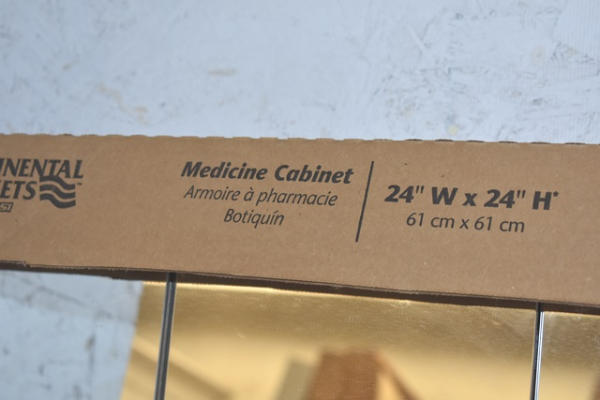 Medicine Cabinet
Armoire à pharmacie
Botiquín
24" W x 24" H*
61 cm x 61 cm